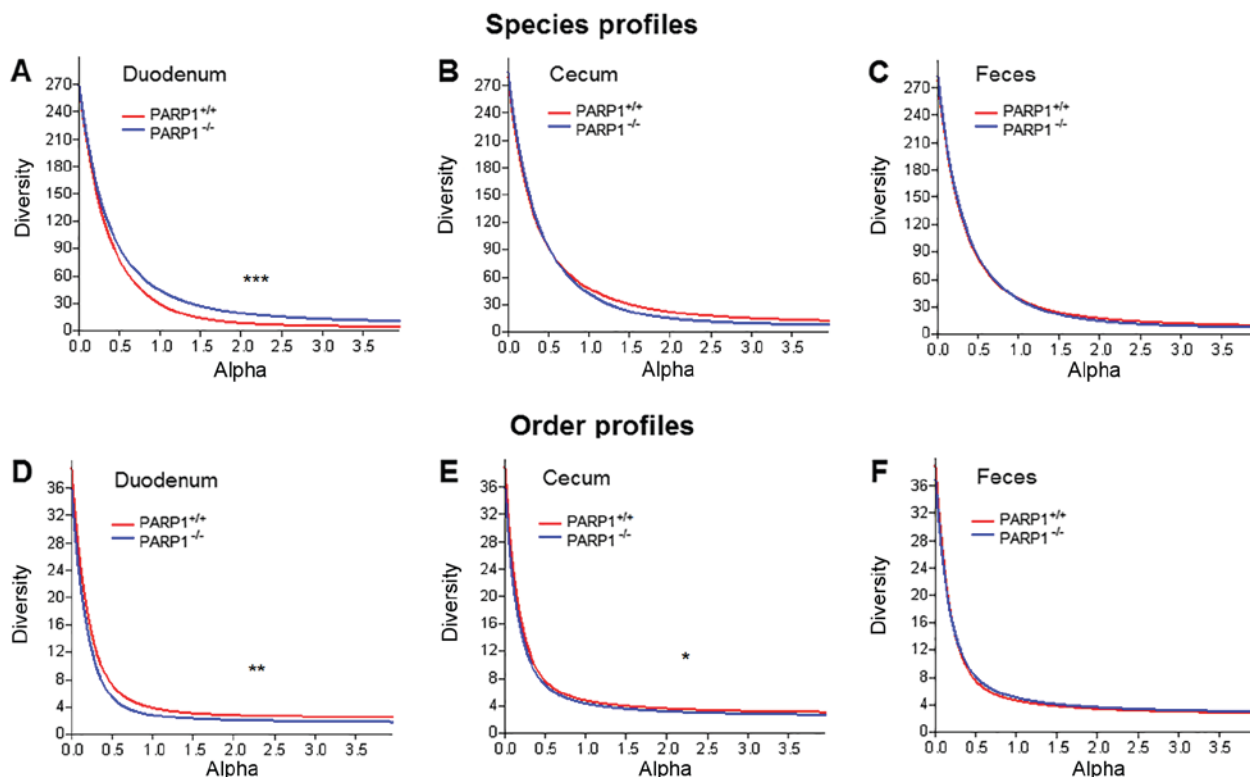 Species profiles
A
Duodenum
PARP1+/+
PARP1-/-
270
240
210
180
150
120
90
60
30
0
Diversity
***
0.0 0.5 1.0 1.5 2.0 2.5 3.0 3.5
Alpha
B
Cecum
PARP1+/+
PARP1-/-
270
240
210
180
150
120
90
60
30
0
Diversity
0.0 0.5 1.0 1.5 2.0 2.5 3.0 3.5
Alpha
C
Feces
PARP1+/+
PARP1-/-
270
240
210
180
150
120
90
60
30
0
Diversity
0.0 0.5 1.0 1.5 2.0 2.5 3.0 3.5
Alpha
Order profiles
D
Duodenum
PARP1+/+
PARP1-/-
36
32
28
24
20
16
12
8
4
0
Diversity
**
0.0 0.5 1.0 1.5 2.0 2.5 3.0 3.5
Alpha
E
Cecum
PARP1+/+
PARP1-/-
36
32
28
24
20
16
12
8
4
0
Diversity
*
0.0 0.5 1.0 1.5 2.0 2.5 3.0 3.5
Alpha
F
Feces
PARP1+/+
PARP1-/-
36
32
28
24
20
16
12
8
4
0
Diversity
0.0 0.5 1.0 1.5 2.0 2.5 3.0 3.5
Alpha